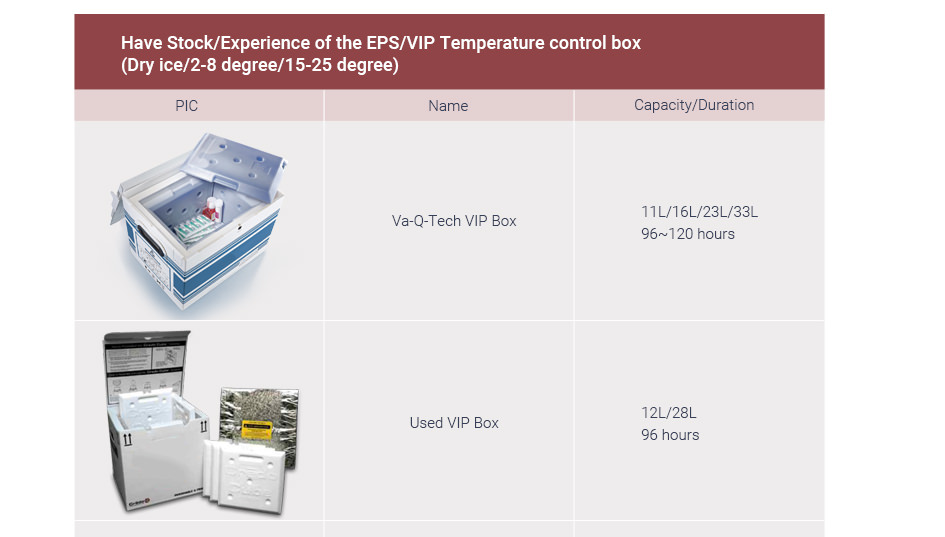 Have Stock/Experience of the EPS/VIP Temperature control box
(Dry ice/2-8 degree/15-25 degree)
PIC
Name
Capacity/Duration
Va-Q-Tech VIP Box
11L/16L/23L/33L
96~120 hours
Used VIP Box
12L/28L
96 hours